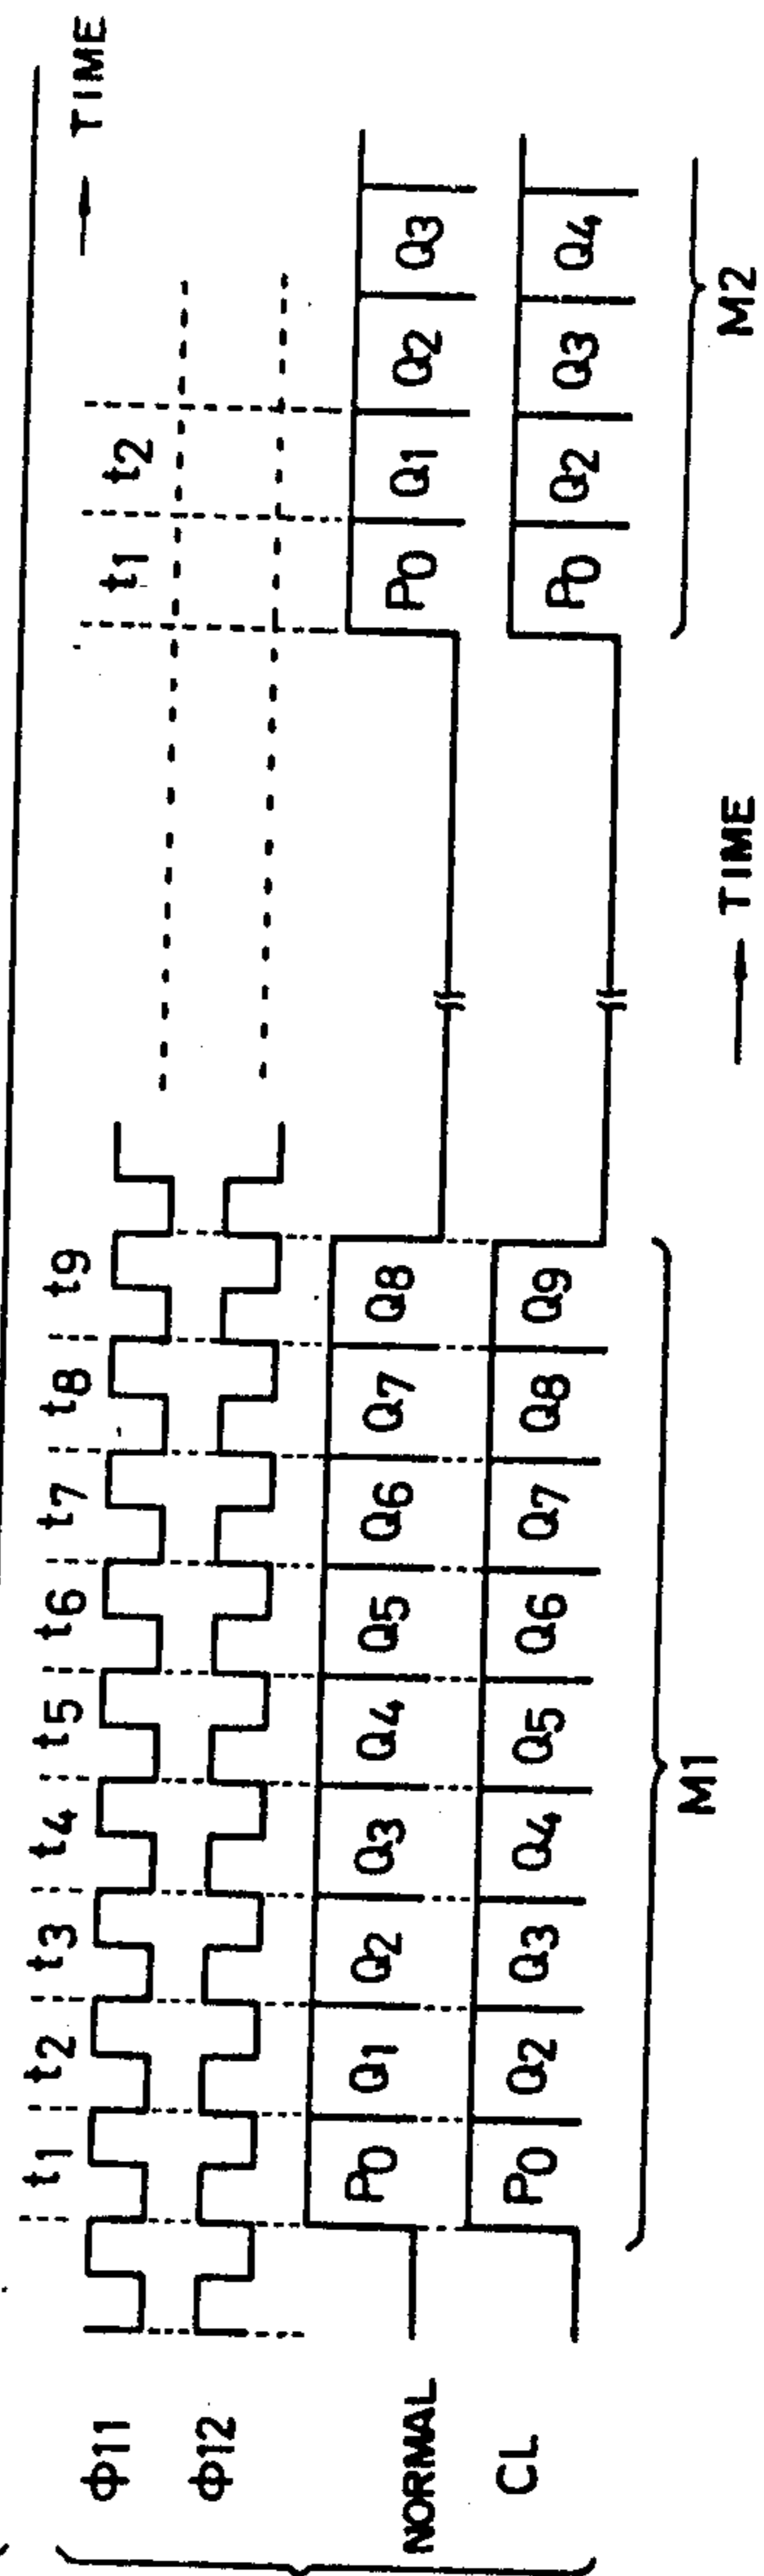 TIME
t1 t2 t3 t4 t5 t6 t7 t8 t9 t1 t2
Φ11
Φ12
NORMAL P0 Q1 Q2 Q3 Q4 Q5 Q6 Q7 Q8 P0 Q1 Q2 Q3
CL P0 Q2 Q3 Q4 Q5 Q6 Q7 Q8 Q9 P0 Q2 Q3 Q4
M1 M2
TIME